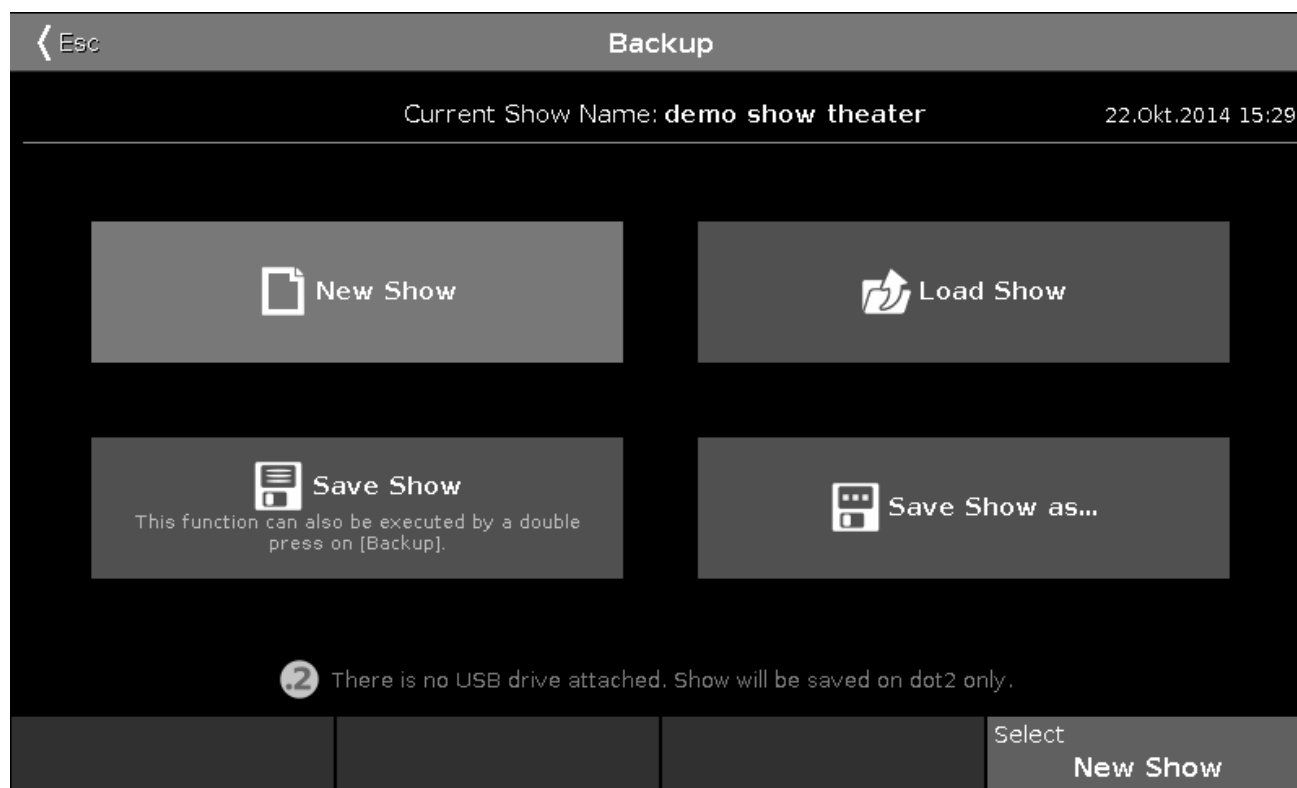 Esc
Backup
Current Show Name: demo show theater
22.Okt.2014 15:29
New Show
Load Show
Save Show
This function can also be executed by a double
press on [Backup].
Save Show as...
.2 There is no USB drive attached. Show will be saved on dot2 only.
Select
New Show